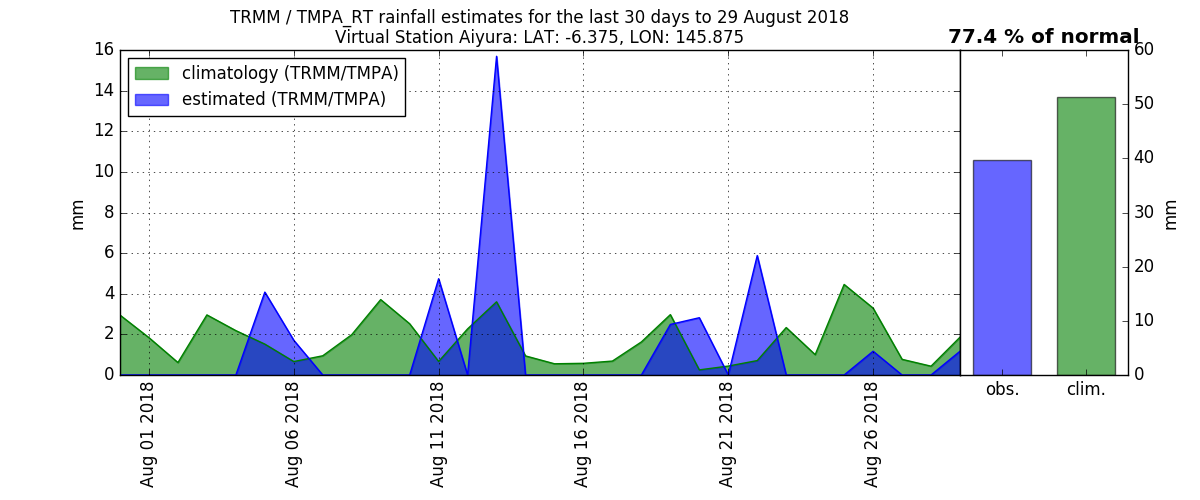 TRMM / TMPA_RT rainfall estimates for the last 30 days to 29 August 2018
Virtual Station Aiyura: LAT: -6.375, LON: 145.875
77.4 % of normal
climatology (TRMM/TMPA)
estimated (TRMM/TMPA)
16
14
12
10
8
6
4
2
0
mm
60
50
40
30
20
10
0
mm
Aug 01 2018
Aug 06 2018
Aug 11 2018
Aug 16 2018
Aug 21 2018
Aug 26 2018
obs.
clim.